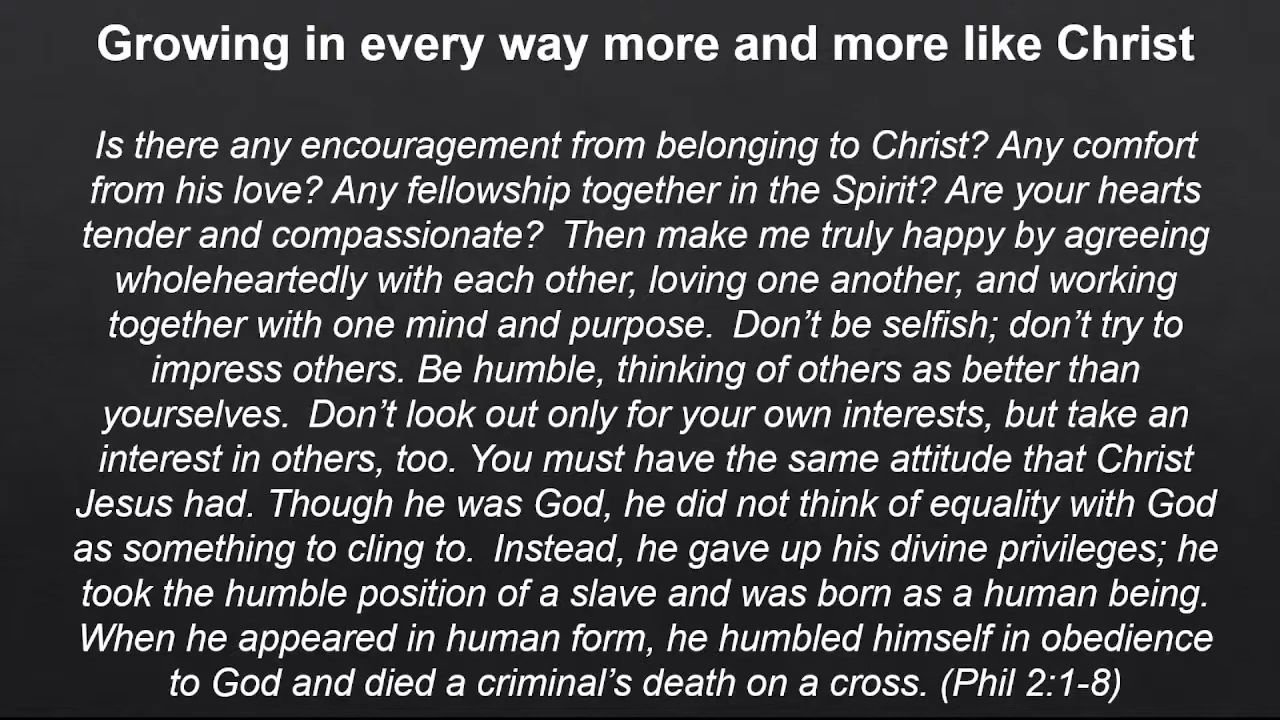 Growing in every way more and more like Christ
Is there any encouragement from belonging to Christ? Any comfort
from his love? Any fellowship together in the Spirit? Are your hearts
tender and compassionate?  Then make me truly happy by agreeing
wholeheartedly with each other, loving one another, and working
together with one mind and purpose.  Don’t be selfish; don’t try to
impress others. Be humble, thinking of others as better than
yourselves.  Don’t look out only for your own interests, but take an
interest in others, too. You must have the same attitude that Christ
Jesus had. Though he was God, he did not think of equality with God
as something to cling to.  Instead, he gave up his divine privileges; he
took the humble position of a slave and was born as a human being.
When he appeared in human form, he humbled himself in obedience
to God and died a criminal’s death on a cross. (Phil 2:1-8)